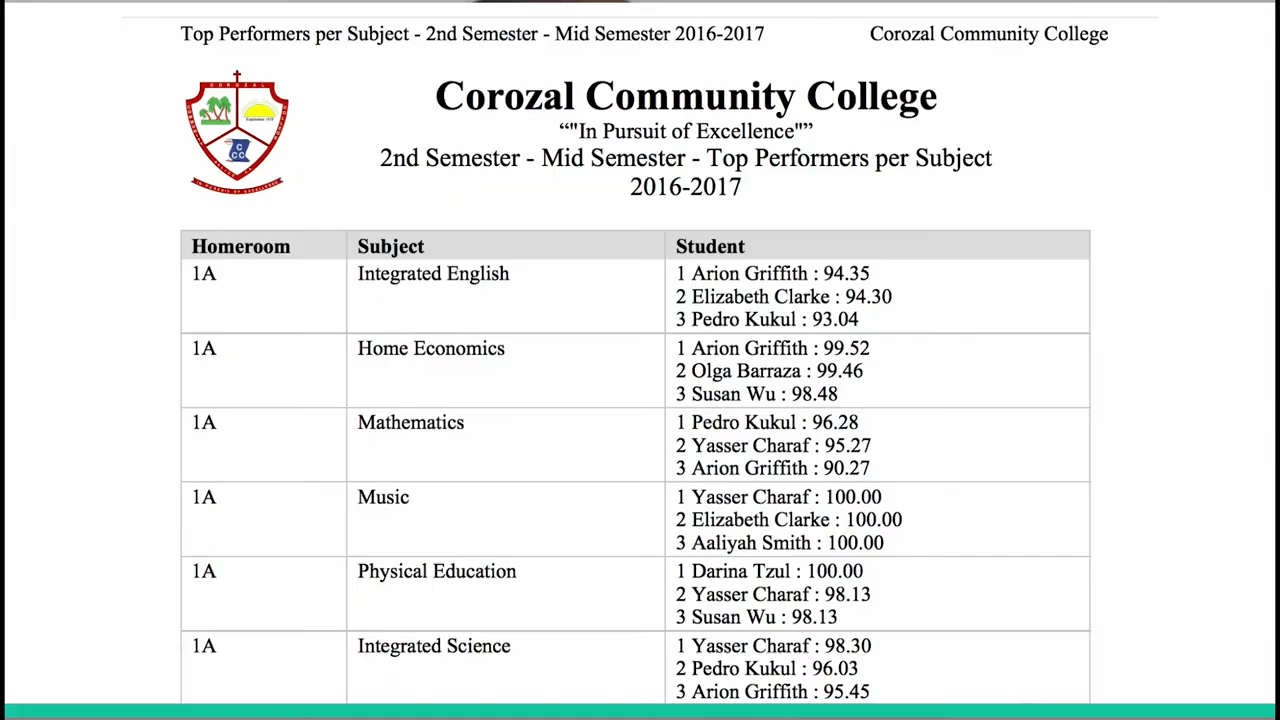 Top Performers per Subject - 2nd Semester - Mid Semester 2016-2017 Corozal Community College
COROZAL
Corozal Community College
“"In Pursuit of Excellence"”
2nd Semester - Mid Semester - Top Performers per Subject
2016-2017
C
CC
IN PURSUIT OF EXCELLENCE
Homeroom Subject Student
1A Integrated English 1 Arion Griffith : 94.35
2 Elizabeth Clarke : 94.30
3 Pedro Kukul : 93.04
1A Home Economics 1 Arion Griffith : 99.52
2 Olga Barraza : 99.46
3 Susan Wu : 98.48
1A Mathematics 1 Pedro Kukul : 96.28
2 Yasser Charaf : 95.27
3 Arion Griffith : 90.27
1A Music 1 Yasser Charaf : 100.00
2 Elizabeth Clarke : 100.00
3 Aaliyah Smith : 100.00
1A Physical Education 1 Darina Tzul : 100.00
2 Yasser Charaf : 98.13
3 Susan Wu : 98.13
1A Integrated Science 1 Yasser Charaf : 98.30
2 Pedro Kukul : 96.03
3 Arion Griffith : 95.45